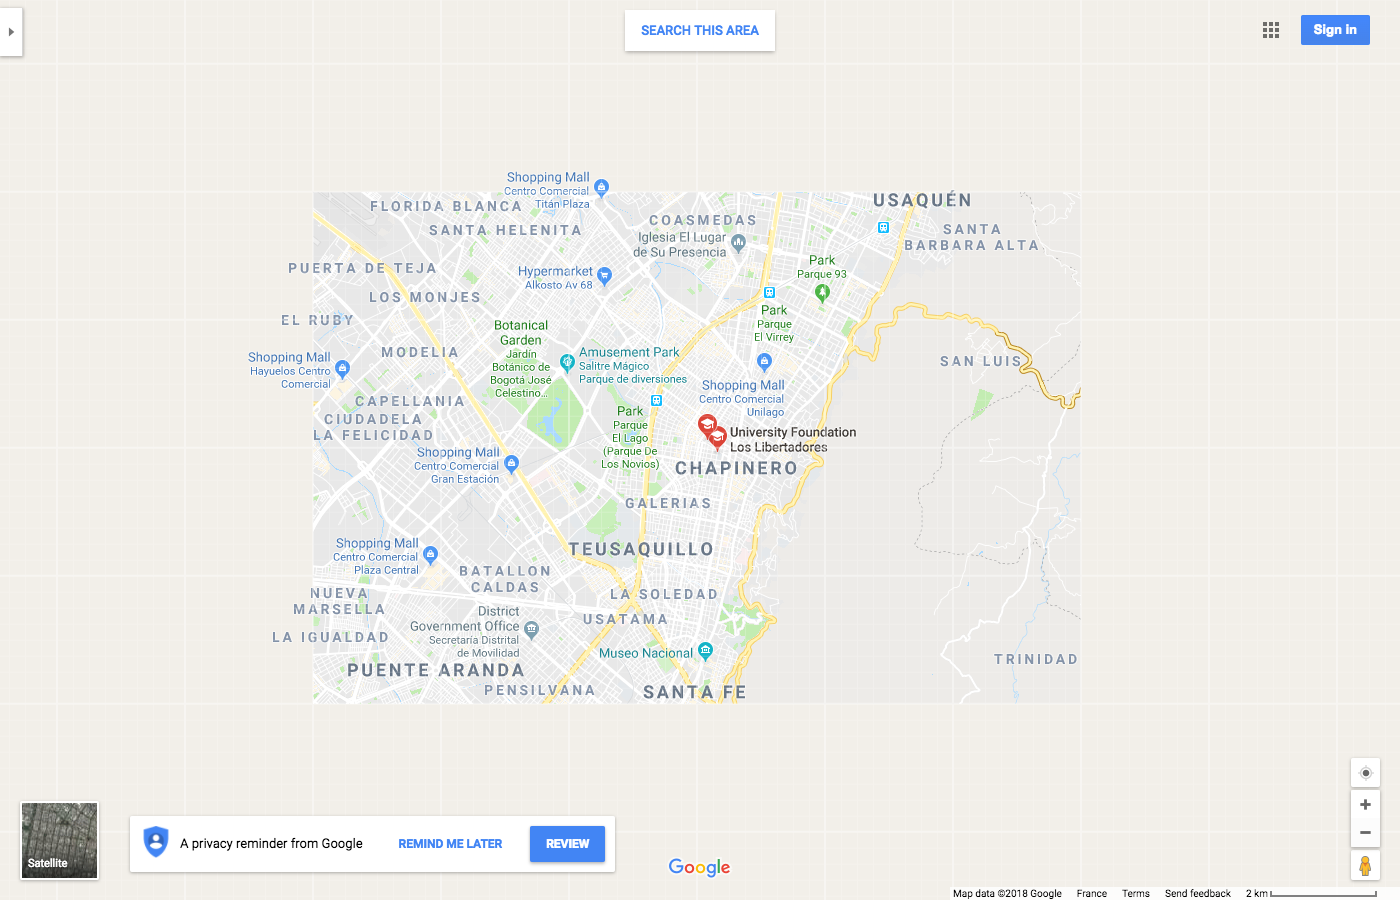 SEARCH THIS AREA
Sign in
Shopping Mall
Centro Comercial
Titán Plaza
USAQUÉN
FLORIDA BLANCA
COASMEDAS
SANTA HELENITA
SANTA
BARBARA ALTA
Iglesia El Lugar
de Su Presencia
Park
Parque 93
PUERTA DE TEJA
Hypermarket
Alkosto Av 68
LOS MONJES
Park
Parque
El Virrey
EL RUBY
Botanical
Garden
Jardín
Botánico de
Bogotá José
Celestino...
MODELIA
Amusement Park
Salitre Mágico
Parque de diversiones
SAN LUIS
Shopping Mall
Hayuelos Centro
Comercial
Shopping Mall
Centro Comercial
Unilago
CAPELLANIA
CIUDADELA
LA FELICIDAD
Park
Parque
El Lago
(Parque De
Los Novios)
University Foundation
Los Libertadores
Shopping Mall
Centro Comercial
Gran Estación
CHAPINERO
GALERIAS
Shopping Mall
Centro Comercial
Plaza Central
TEUSAQUILLO
BATALLON
CALDAS
NUEVA
MARSELLA
LA SOLEDAD
District
Government Office
Secretaría Distrital
de Movilidad
USATAMA
LA IGUALDAD
Museo Nacional
TRINIDAD
PUENTE ARANDA
PENSILVANA
SANTA FE
Satellite
A privacy reminder from Google
REMIND ME LATER
REVIEW
Google
Map data ©2018 Google
France
Terms
Send feedback
2 km